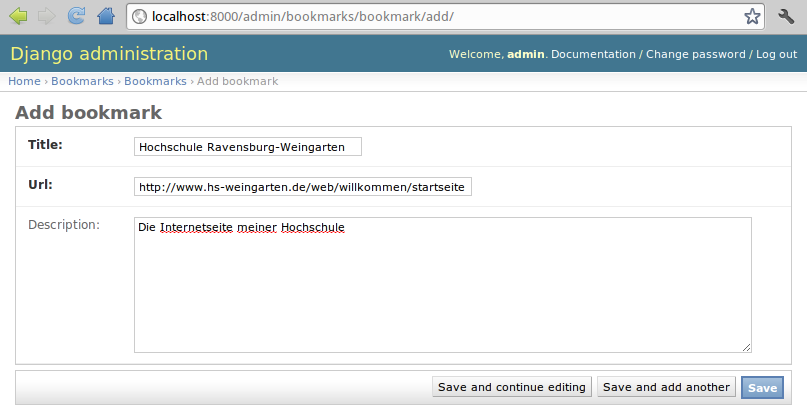 localhost:8000/admin/bookmarks/bookmark/add/
Django administration
Welcome, admin. Documentation / Change password / Log out
Home › Bookmarks › Bookmarks › Add bookmark
Add bookmark
Title: Hochschule Ravensburg-Weingarten
Url: http://www.hs-weingarten.de/web/willkommen/startseite
Description: Die Internetseite meiner Hochschule
Save and continue editing Save and add another Save